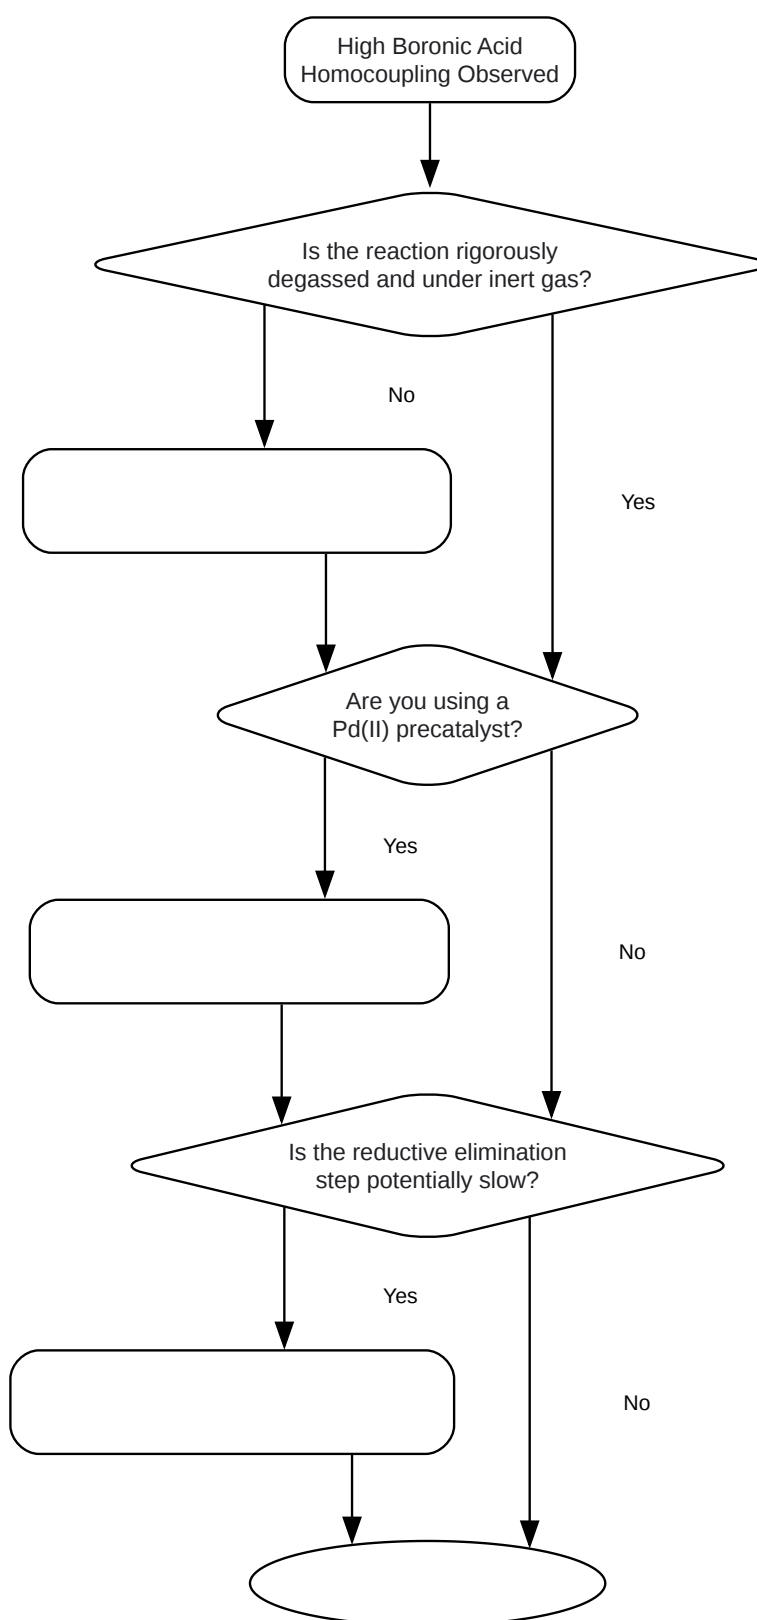 High Boronic Acid
Homocoupling Observed
Is the reaction rigorously
degassed and under inert gas?
No
Yes
Are you using a
Pd(II) precatalyst?
Yes
No
Is the reductive elimination
step potentially slow?
Yes
No